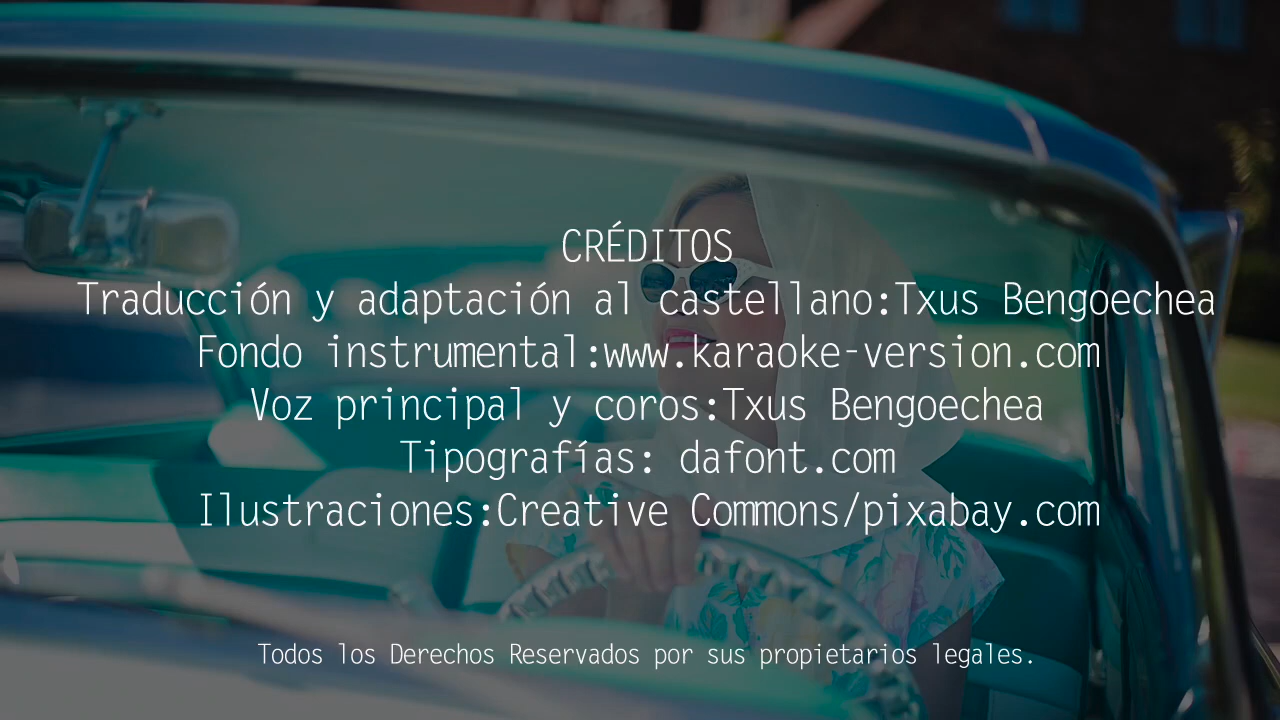 CRÉDITOS
Traducción y adaptación al castellano:Txus Bengoechea
Fondo instrumental:www.karaoke-version.com
Voz principal y coros:Txus Bengoechea
Tipografías: dafont.com
Ilustraciones:Creative Commons/pixabay.com
Todos los Derechos Reservados por sus propietarios legales.